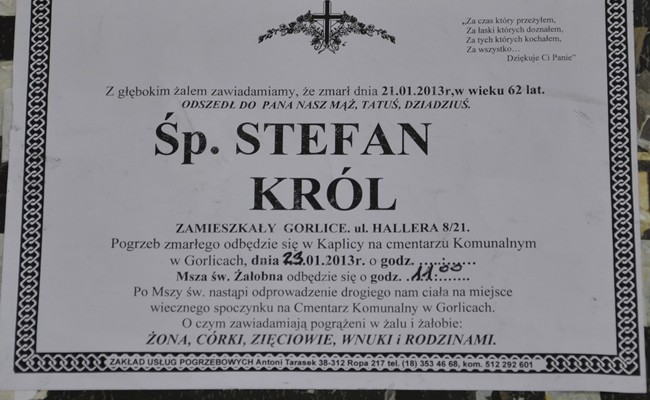 „Za czas który przeżyłem,
Za łaski których doznałem,
Za tych których kochałem,
Za wszystko…
Dziękuje Ci Panie”
Z głębokim żalem zawiadamiamy, że zmarł dnia 21.01.2013r,w wieku 62 lat.
ODSZEDŁ DO PANA NASZ MĄŻ, TATUŚ, DZIADZIUŚ.
Śp. STEFAN
KRÓL
ZAMIESZKAŁY GORLICE. ul. HALLERA 8/21.
Pogrzeb zmarłego odbędzie się w Kaplicy na cmentarzu Komunalnym
w Gorlicach, dnia 23.01.2013r. o godz. .....:......
Msza św. Żałobna odbędzie się o godz. .11:00......
Po Mszy św. nastąpi odprowadzenie drogiego nam ciała na miejsce
wiecznego spoczynku na Cmentarz Komunalny w Gorlicach.
O czym zawiadamiają pogrążeni w żalu i żałobie:
ŻONA, CÓRKI, ZIĘCIOWIE, WNUKI i RODZINAMI.
ZAKŁAD USŁUG POGRZEBOWYCH Antoni Tarasek 38-312 Ropa 217 tel. (18) 353 46 68, kom. 512 292 601